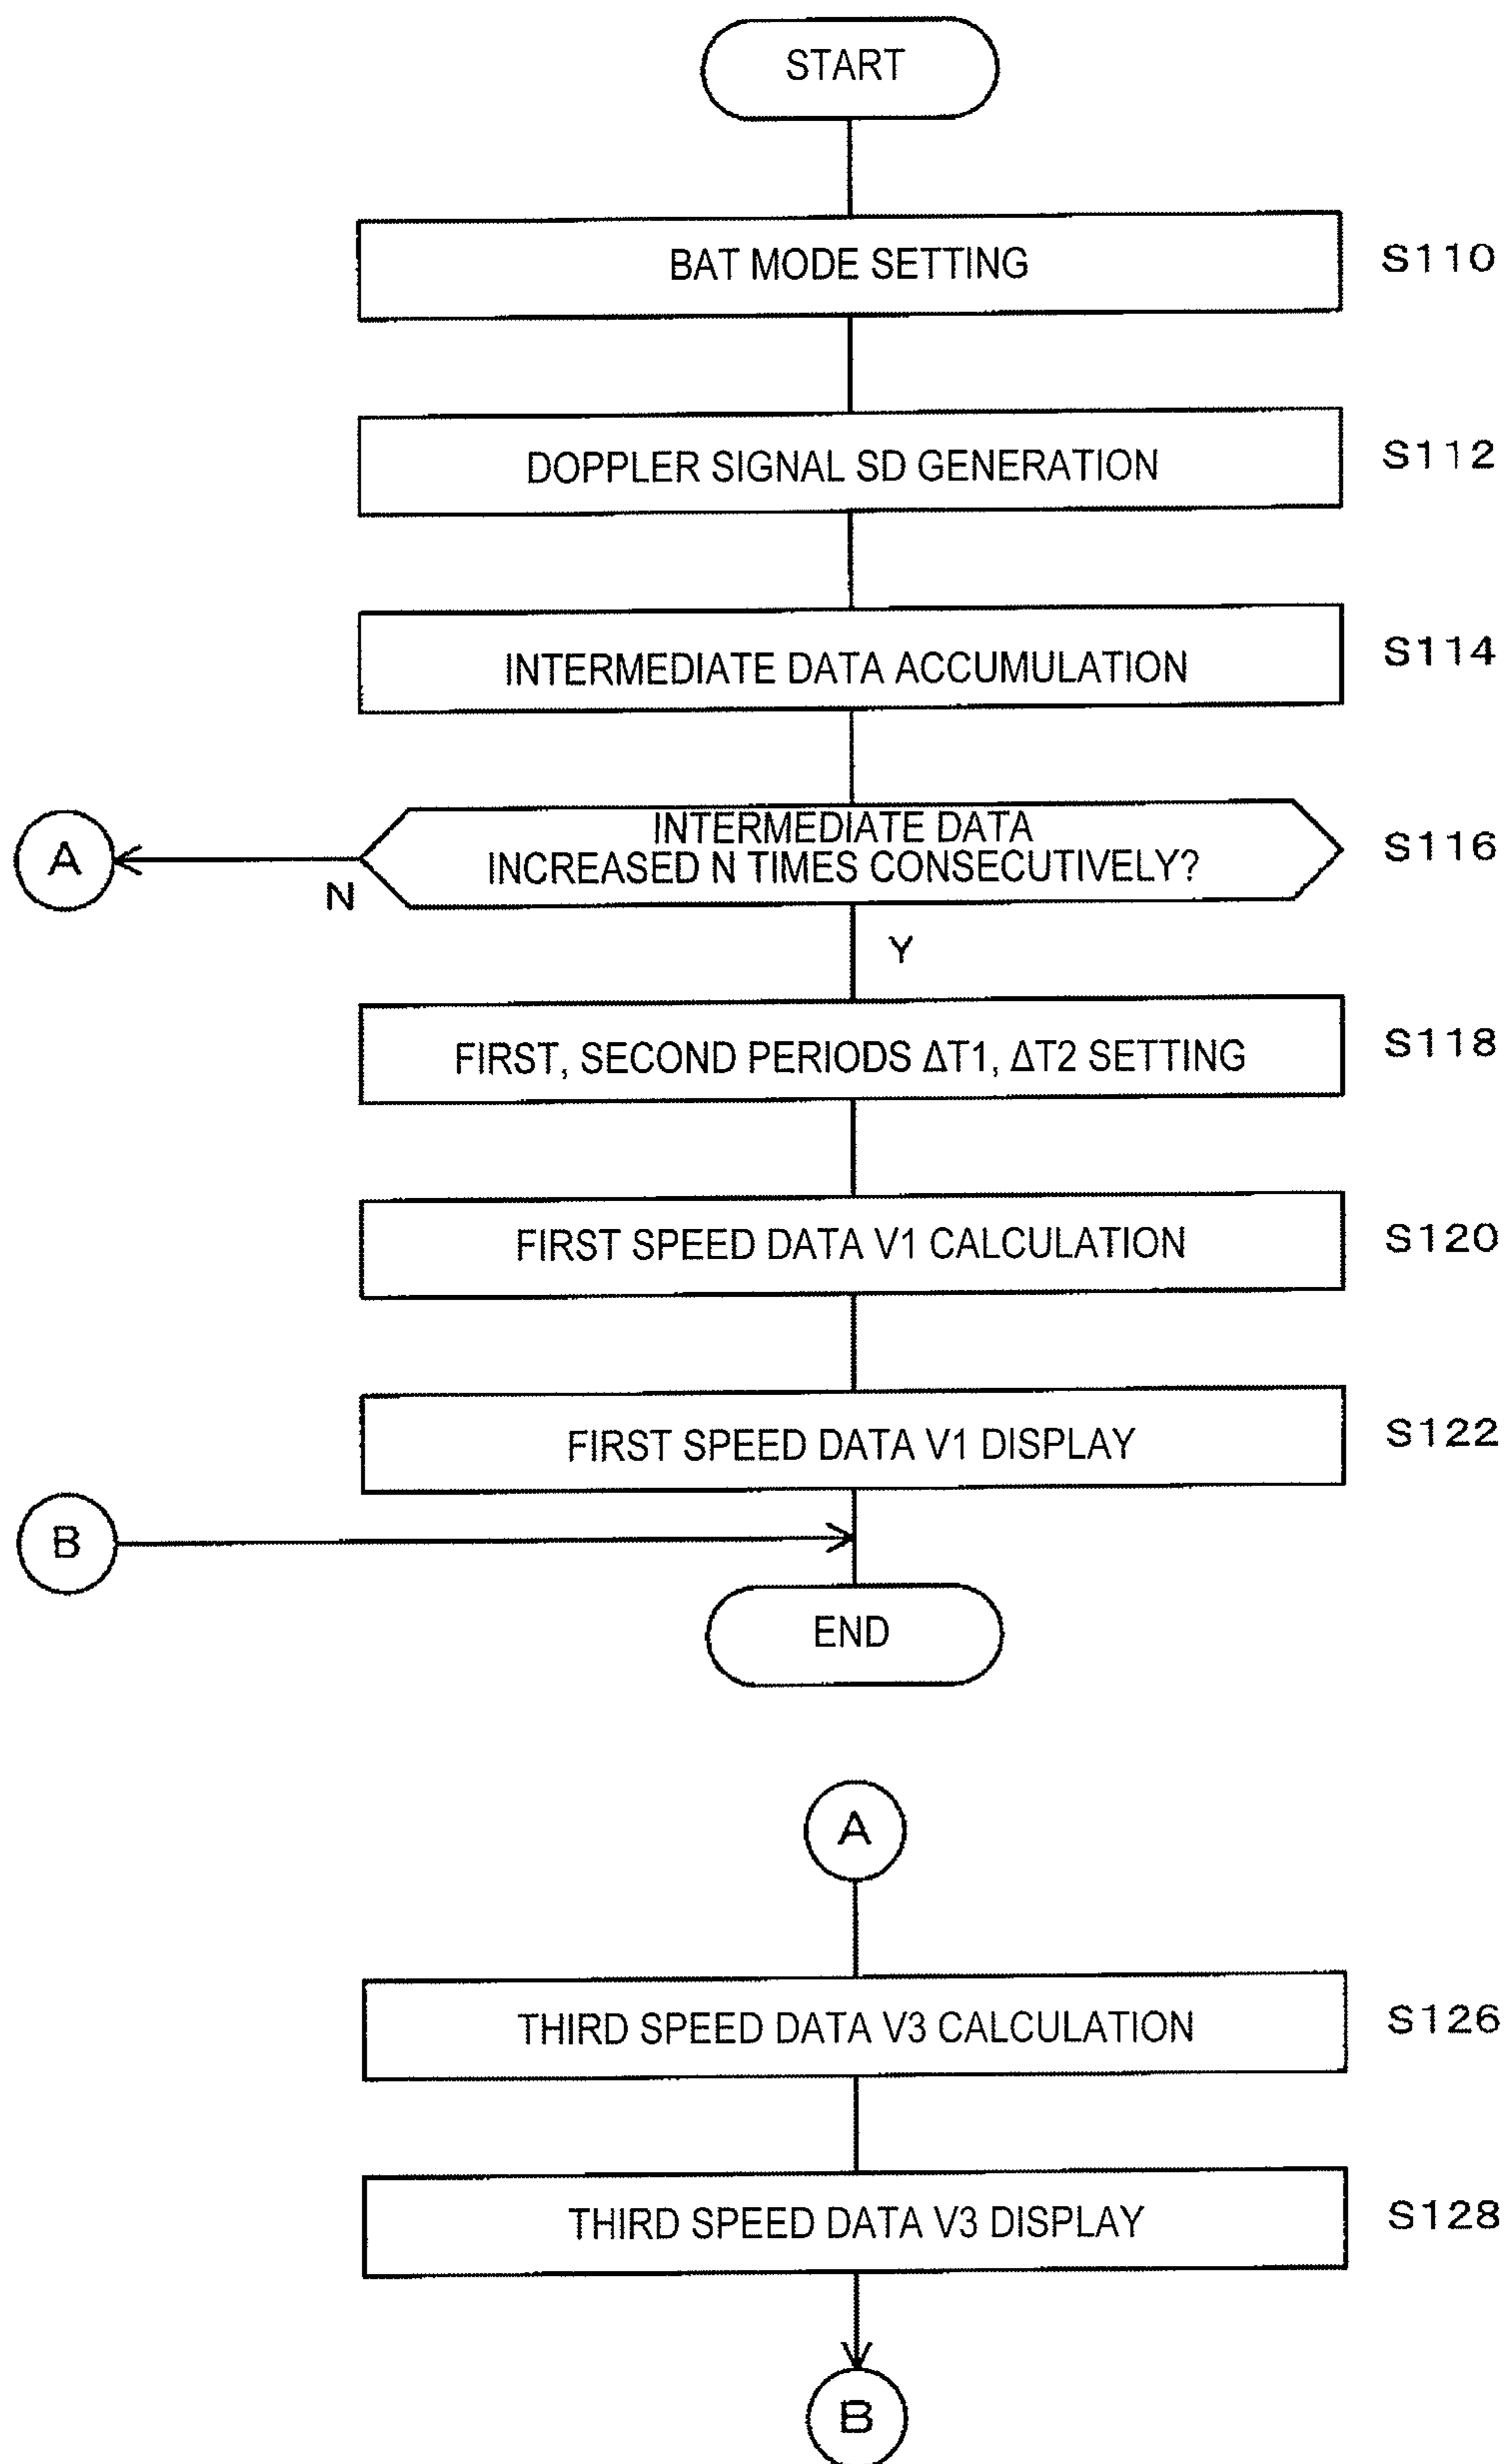 START
BAT MODE SETTING
S110
DOPPLER SIGNAL SD GENERATION
S112
INTERMEDIATE DATA ACCUMULATION
S114
INTERMEDIATE DATA
INCREASED N TIMES CONSECUTIVELY?
S116
A
N
Y
FIRST, SECOND PERIODS ΔT1, ΔT2 SETTING
S118
FIRST SPEED DATA V1 CALCULATION
S120
FIRST SPEED DATA V1 DISPLAY
S122
B
END
A
THIRD SPEED DATA V3 CALCULATION
S126
THIRD SPEED DATA V3 DISPLAY
S128
B